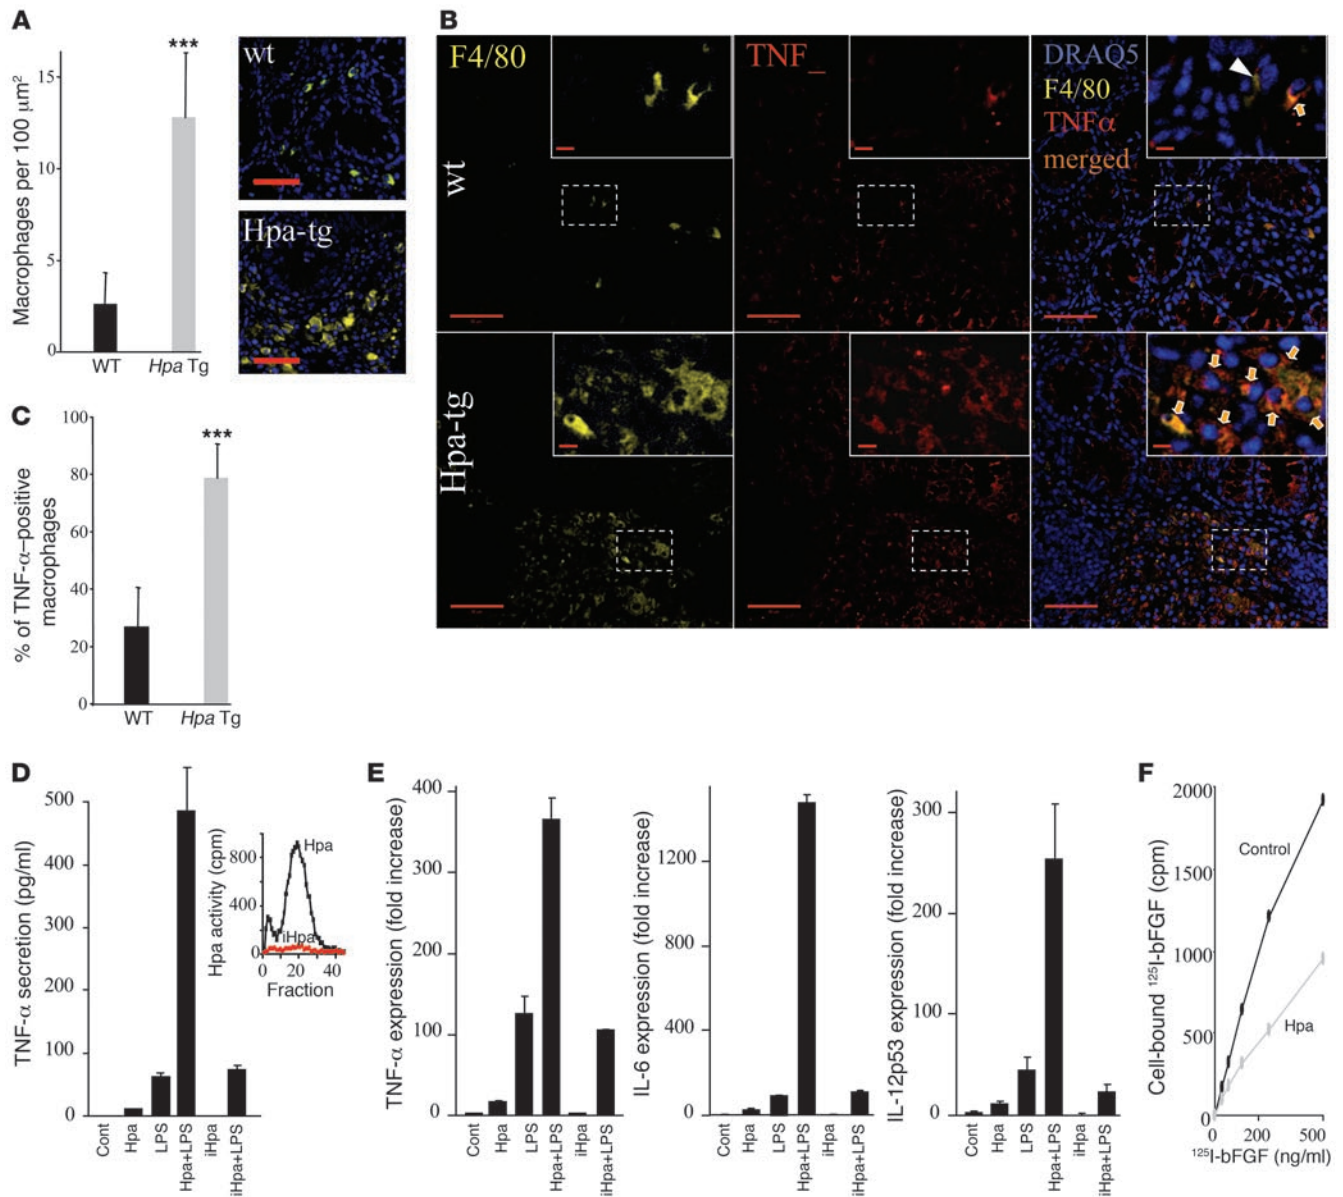 A
Macrophages per 100 μm²
15
10
5
0
***
WT
Hpa Tg
wt
Hpa-tg
B
F4/80
TNF_
DRAQ5
F4/80
TNFα
merged
wt
Hpa-tg
C
% of TNF-α–positive
macrophages
100
80
60
40
20
0
***
WT
Hpa Tg
D
TNF-α secretion (pg/ml)
500
400
300
200
100
0
Cont
Hpa
LPS
Hpa+LPS
iHpa
iHpa+LPS
Hpa activity (cpm)
800
400
0
Hpa
iHpa
0
20
40
Fraction
E
TNF-α expression (fold increase)
400
300
200
100
0
Cont
Hpa
LPS
Hpa+LPS
iHpa
iHpa+LPS
IL-6 expression (fold increase)
1200
800
400
0
Cont
Hpa
LPS
Hpa+LPS
iHpa
iHpa+LPS
IL-12p53 expression (fold increase)
300
200
100
0
Cont
Hpa
LPS
Hpa+LPS
iHpa
iHpa+LPS
F
Cell-bound ¹²⁵I-bFGF (cpm)
2000
1500
1000
500
0
Control
Hpa
0
200
500
¹²⁵I-bFGF (ng/ml)